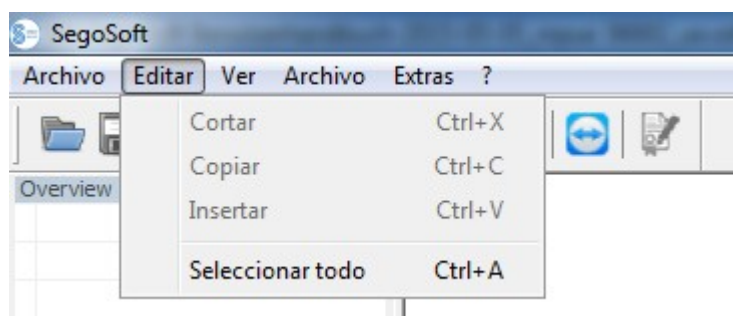 SegoSoft
Archivo Editar Ver Archivo Extras ?
Overview
Cortar Ctrl+X
Copiar Ctrl+C
Insertar Ctrl+V
Seleccionar todo Ctrl+A